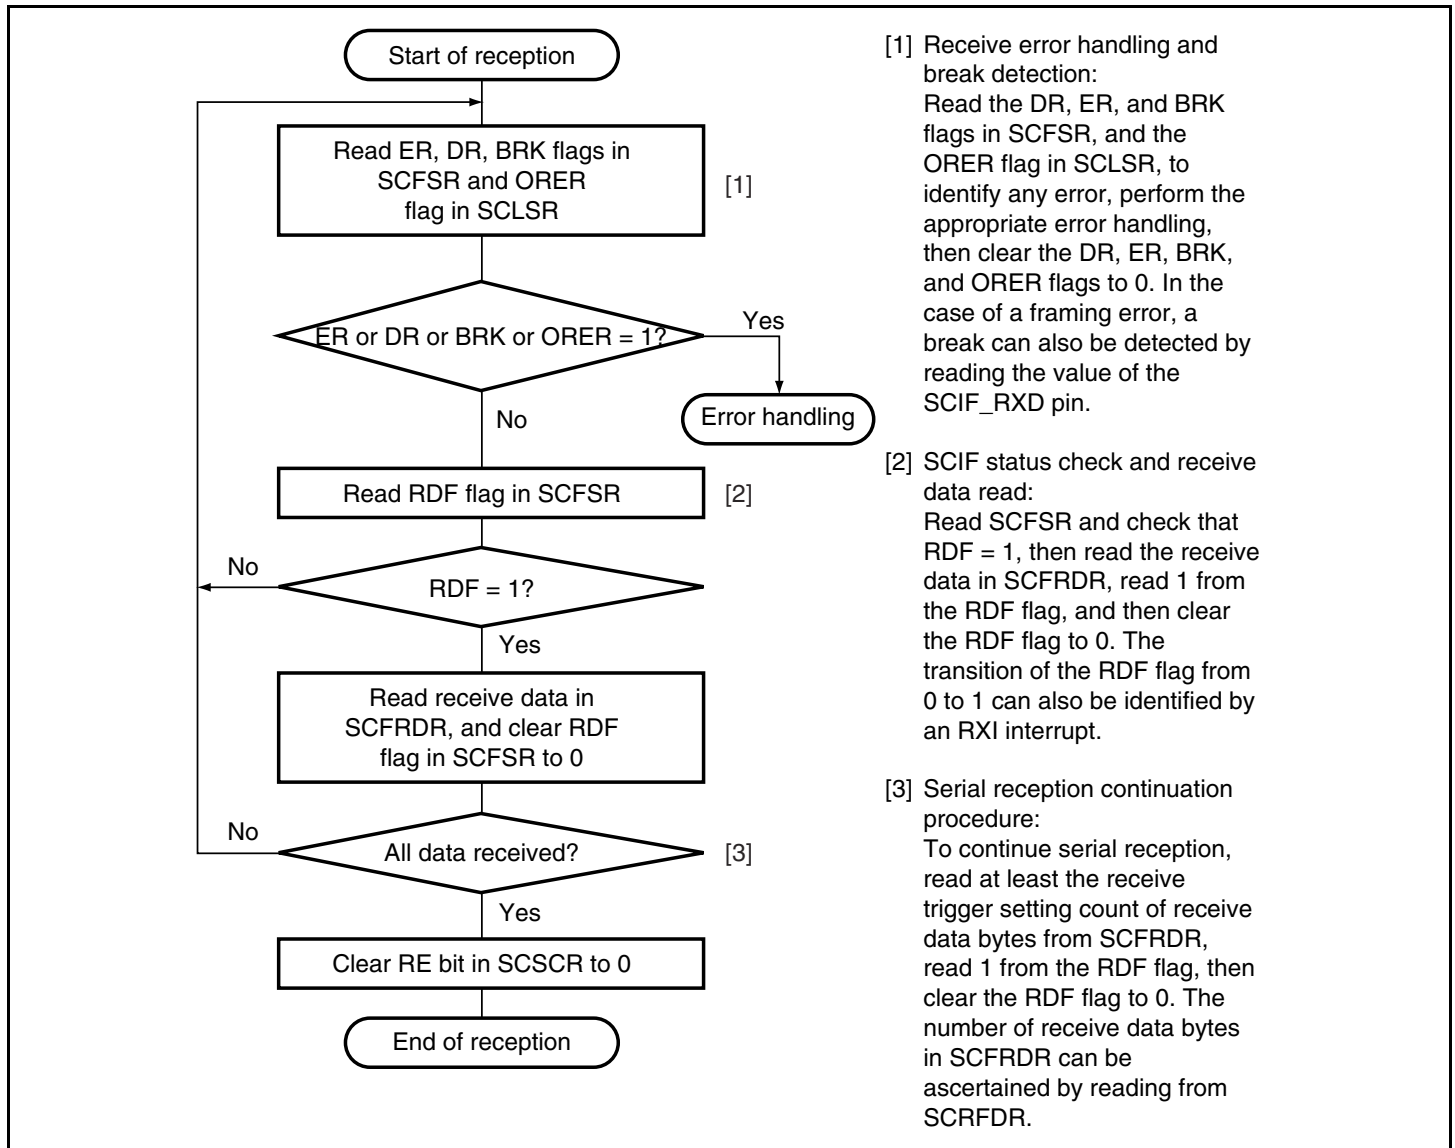 Start of reception
Read ER, DR, BRK flags in
SCFSR and ORER
flag in SCLSR
[1]
ER or DR or BRK or ORER = 1?
Yes
Error handling
No
Read RDF flag in SCFSR
[2]
No
RDF = 1?
Yes
Read receive data in
SCFRDR, and clear RDF
flag in SCFSR to 0
No
All data received?
[3]
Yes
Clear RE bit in SCSCR to 0
End of reception
[1] Receive error handling and
break detection:
Read the DR, ER, and BRK
flags in SCFSR, and the
ORER flag in SCLSR, to
identify any error, perform the
appropriate error handling,
then clear the DR, ER, BRK,
and ORER flags to 0. In the
case of a framing error, a
break can also be detected by
reading the value of the
SCIF_RXD pin.
[2] SCIF status check and receive
data read:
Read SCFSR and check that
RDF = 1, then read the receive
data in SCFRDR, read 1 from
the RDF flag, and then clear
the RDF flag to 0. The
transition of the RDF flag from
0 to 1 can also be identified by
an RXI interrupt.
[3] Serial reception continuation
procedure:
To continue serial reception,
read at least the receive
trigger setting count of receive
data bytes from SCFRDR,
read 1 from the RDF flag, then
clear the RDF flag to 0. The
number of receive data bytes
in SCFRDR can be
ascertained by reading from
SCRFDR.